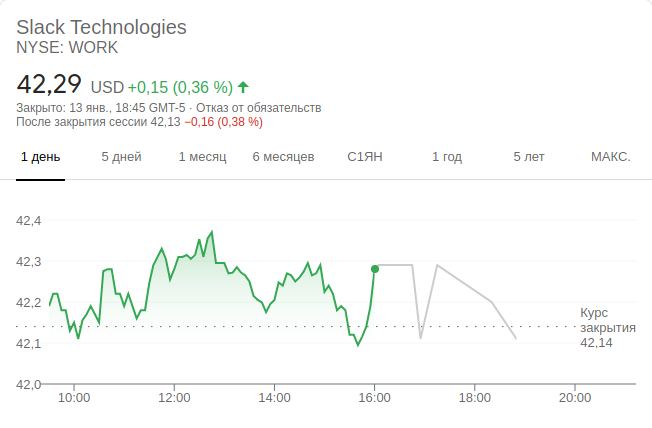 Slack Technologies
NYSE: WORK
42,29 USD +0,15 (0,36 %)
Закрыто: 13 янв., 18:45 GMT-5 · Отказ от обязательств
После закрытия сессии 42,13 −0,16 (0,38 %)
1 день 5 дней 1 месяц 6 месяцев С1ЯН 1 год 5 лет МАКС.
42,4
42,3
42,2
Курс
закрытия
42,14
42,1
42,0
10:00 12:00 14:00 16:00 18:00 20:00